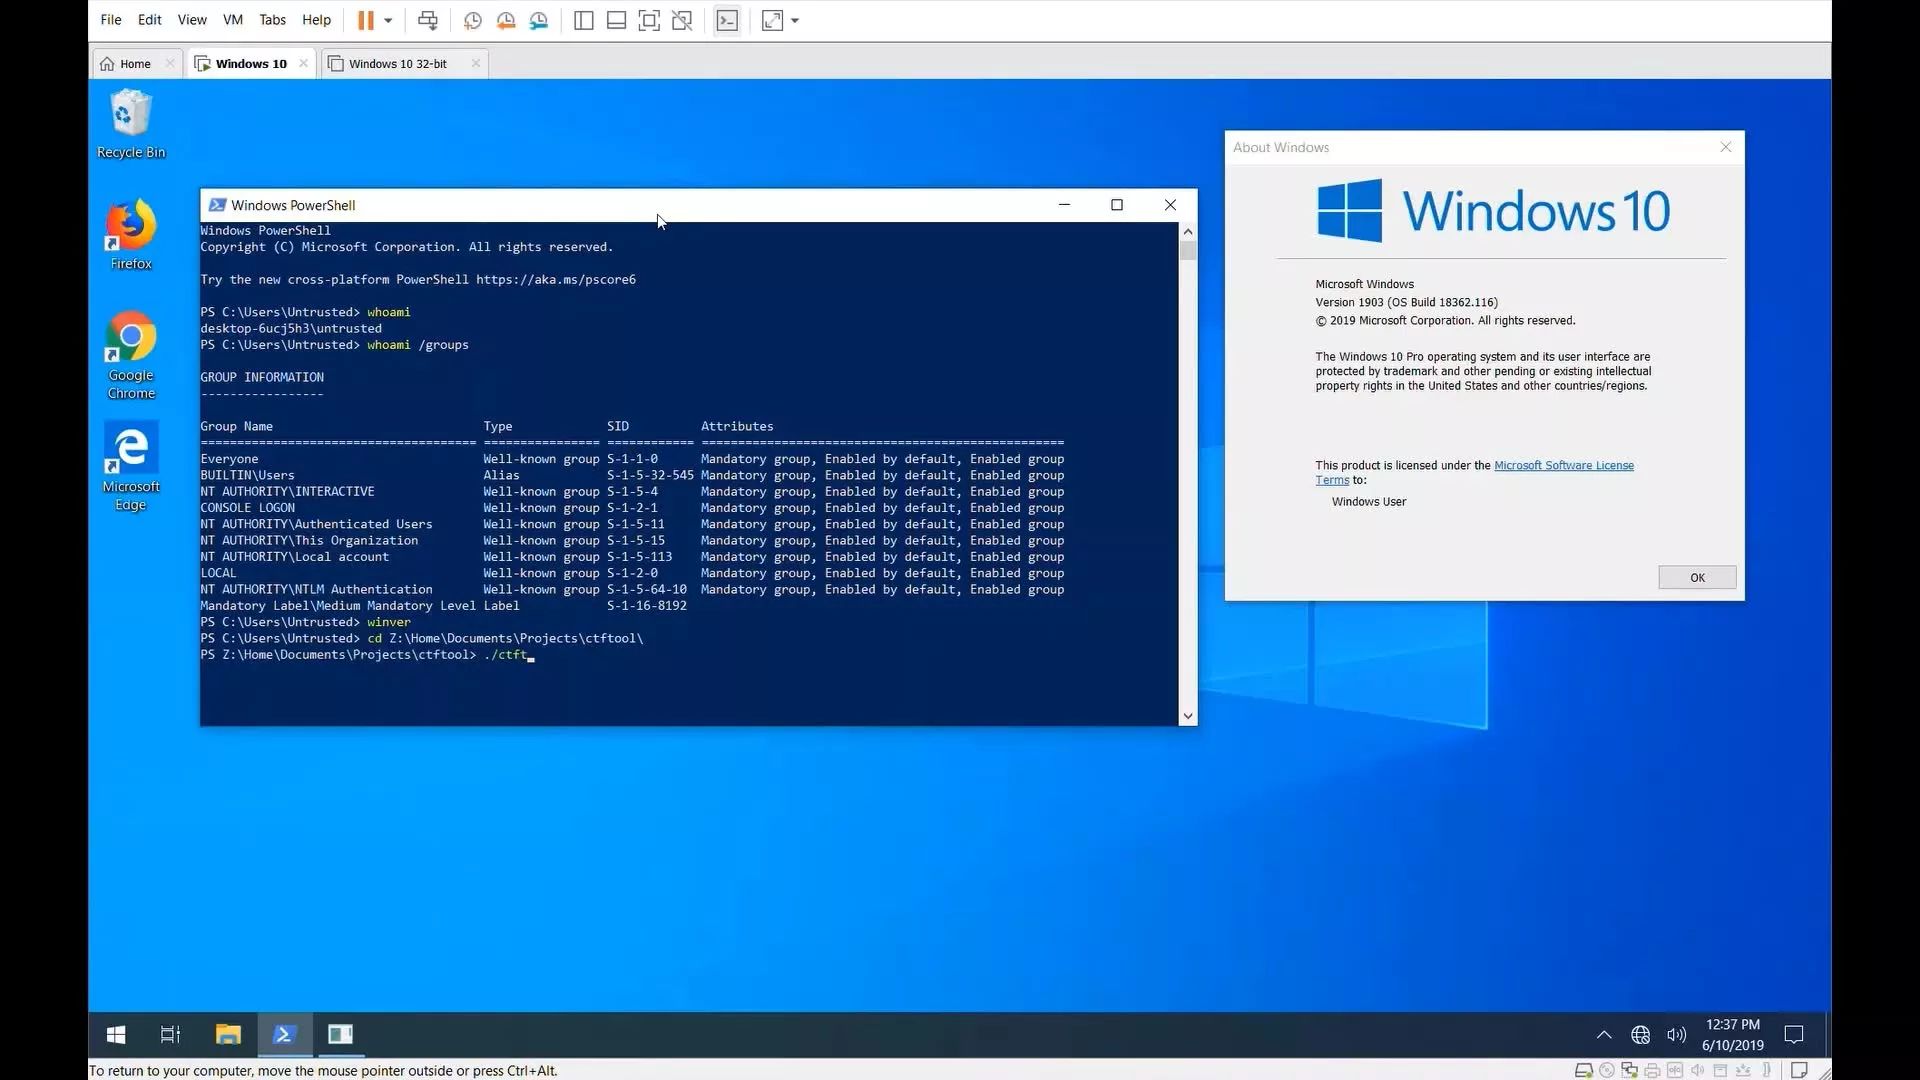 File Edit View VM Tabs Help
Home
Windows 10
Windows 10 32-bit
Recycle Bin
Firefox
Google
Chrome
Microsoft
Edge
Windows PowerShell
Windows PowerShell
Copyright (C) Microsoft Corporation. All rights reserved.
Try the new cross-platform PowerShell https://aka.ms/pscore6
PS C:\Users\Untrusted> whoami
desktop-6ucj5h3\untrusted
PS C:\Users\Untrusted> whoami /groups
GROUP INFORMATION
-----------------
Group Name Type SID Attributes
====================================== ================ ============ ==================================================
Everyone Well-known group S-1-1-0 Mandatory group, Enabled by default, Enabled group
BUILTIN\Users Alias S-1-5-32-545 Mandatory group, Enabled by default, Enabled group
NT AUTHORITY\INTERACTIVE Well-known group S-1-5-4 Mandatory group, Enabled by default, Enabled group
CONSOLE LOGON Well-known group S-1-2-1 Mandatory group, Enabled by default, Enabled group
NT AUTHORITY\Authenticated Users Well-known group S-1-5-11 Mandatory group, Enabled by default, Enabled group
NT AUTHORITY\This Organization Well-known group S-1-5-15 Mandatory group, Enabled by default, Enabled group
NT AUTHORITY\Local account Well-known group S-1-5-113 Mandatory group, Enabled by default, Enabled group
LOCAL Well-known group S-1-2-0 Mandatory group, Enabled by default, Enabled group
NT AUTHORITY\NTLM Authentication Well-known group S-1-5-64-10 Mandatory group, Enabled by default, Enabled group
Mandatory Label\Medium Mandatory Level Label S-1-16-8192
PS C:\Users\Untrusted> winver
PS C:\Users\Untrusted> cd Z:\Home\Documents\Projects\ctftool\
PS Z:\Home\Documents\Projects\ctftool> ./ctft_
About Windows
Windows 10
Microsoft Windows
Version 1903 (OS Build 18362.116)
© 2019 Microsoft Corporation. All rights reserved.
The Windows 10 Pro operating system and its user interface are
protected by trademark and other pending or existing intellectual
property rights in the United States and other countries/regions.
This product is licensed under the Microsoft Software License
Terms to:
Windows User
OK
12:37 PM
6/10/2019
To return to your computer, move the mouse pointer outside or press Ctrl+Alt.